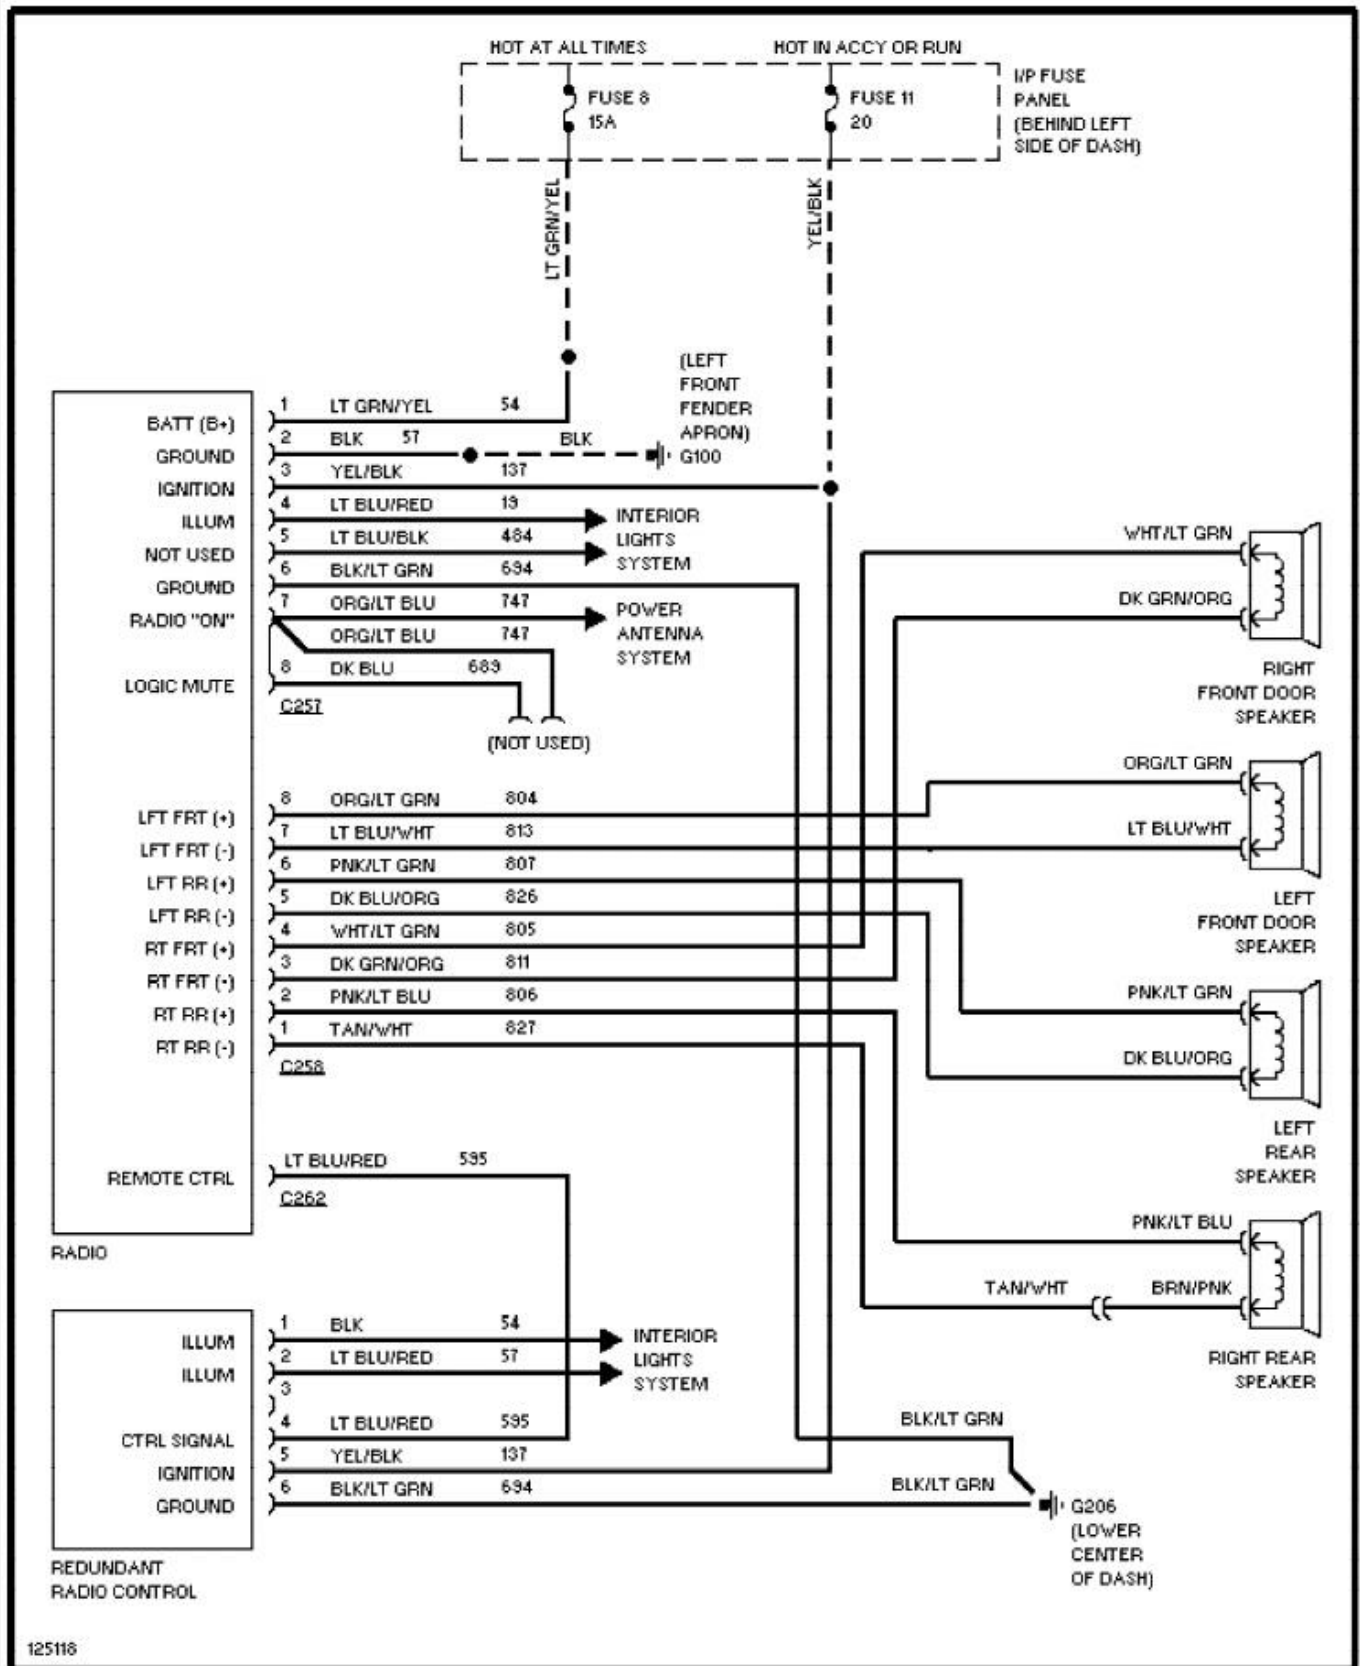 HOT AT ALL TIMES
HOT IN ACCY OR RUN
FUSE 8
15A
FUSE 11
20
I/P FUSE
PANEL
(BEHIND LEFT
SIDE OF DASH)
LT GRN/YEL
YEL/BLK
(LEFT
FRONT
FENDER
APRON)
G100
BATT (B+) 1 LT GRN/YEL 54
GROUND 2 BLK 57 BLK
IGNITION 3 YEL/BLK 137
ILLUM 4 LT BLU/RED 19
NOT USED 5 LT BLU/BLK 484
GROUND 6 BLK/LT GRN 694
RADIO "ON" 7 ORG/LT BLU 747
ORG/LT BLU 747
LOGIC MUTE 8 DK BLU 689
C257
(NOT USED)
INTERIOR
LIGHTS
SYSTEM
POWER
ANTENNA
SYSTEM
LFT FRT (+) 8 ORG/LT GRN 804
LFT FRT (-) 7 LT BLU/WHT 813
LFT RR (+) 6 PNK/LT GRN 807
LFT RR (-) 5 DK BLU/ORG 826
RT FRT (+) 4 WHT/LT GRN 805
RT FRT (-) 3 DK GRN/ORG 811
RT RR (+) 2 PNK/LT BLU 806
RT RR (-) 1 TAN/WHT 827
C258
REMOTE CTRL LT BLU/RED 595
C262
RADIO
WHT/LT GRN
DK GRN/ORG
RIGHT
FRONT DOOR
SPEAKER
ORG/LT GRN
LT BLU/WHT
LEFT
FRONT DOOR
SPEAKER
PNK/LT GRN
DK BLU/ORG
LEFT
REAR
SPEAKER
PNK/LT BLU
TAN/WHT BRN/PNK
RIGHT REAR
SPEAKER
ILLUM 1 BLK 54
ILLUM 2 LT BLU/RED 57
3
CTRL SIGNAL 4 LT BLU/RED 595
IGNITION 5 YEL/BLK 137
GROUND 6 BLK/LT GRN 694
INTERIOR
LIGHTS
SYSTEM
BLK/LT GRN
BLK/LT GRN
G206
(LOWER
CENTER
OF DASH)
REDUNDANT
RADIO CONTROL
125118